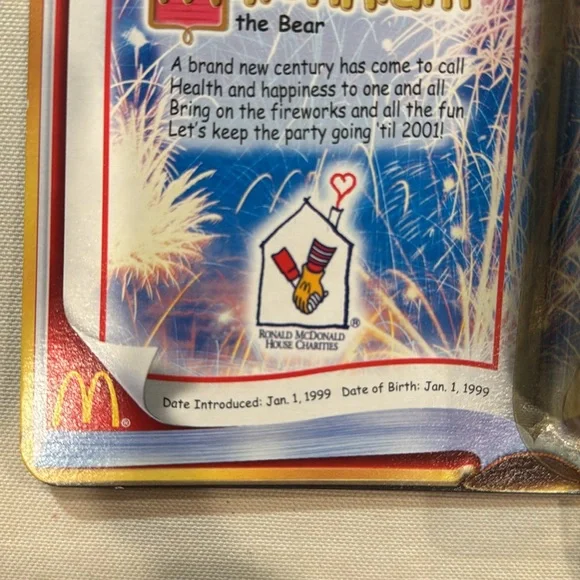 the Bear
A brand new century has come to call
Health and happiness to one and all
Bring on the fireworks and all the fun
Let's keep the party going 'til 2001!
®
RONALD MCDONALD
HOUSE CHARITIES
Date Introduced: Jan. 1, 1999 Date of Birth: Jan. 1, 1999
®